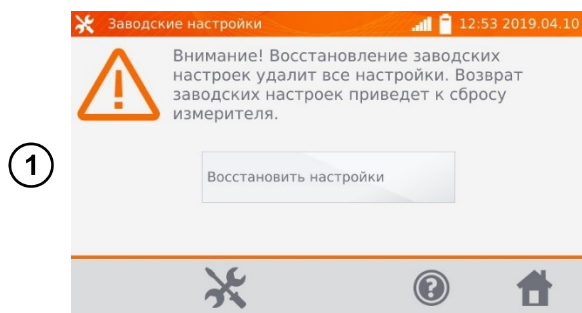 Заводские настройки 12:53 2019.04.10
Внимание! Восстановление заводских
настроек удалит все настройки. Возврат
заводских настроек приведет к сбросу
измерителя.
1
Восстановить настройки
?